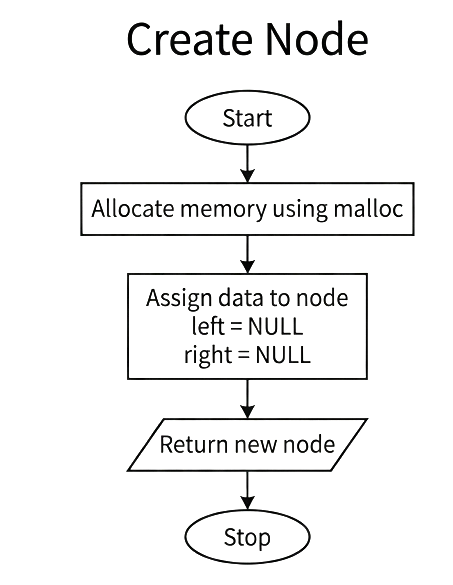 Create Node
Start
Allocate memory using malloc
Assign data to node
left = NULL
right = NULL
Return new node
Stop